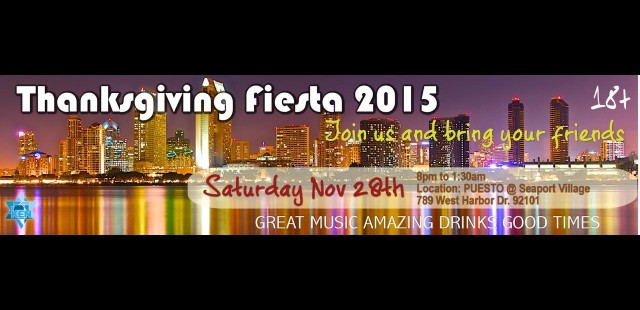 Thanksgiving Fiesta 2015
18+
Join us and bring your friends
Saturday Nov 28th
8pm to 1:30am
Location: PUESTO @ Seaport Village
789 West Harbor Dr. 92101
GREAT MUSIC AMAZING DRINKS GOOD TIMES